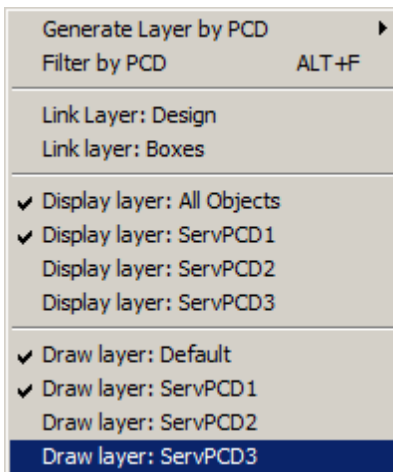 Generate Layer by PCD
Filter by PCD ALT+F
Link Layer: Design
Link layer: Boxes
Display layer: All Objects
Display layer: ServPCD1
Display layer: ServPCD2
Display layer: ServPCD3
Draw layer: Default
Draw layer: ServPCD1
Draw layer: ServPCD2
Draw layer: ServPCD3